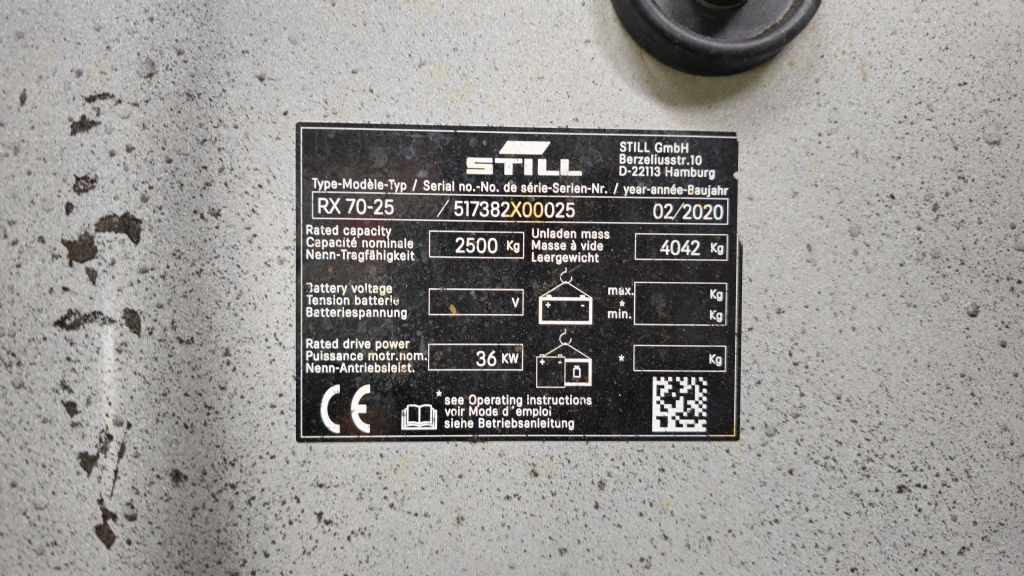 STILL
STILL GmbH
Berzeliusstr.10
D-22113 Hamburg
Type-Modèle-Typ / Serial no.-No. de série-Serien-Nr. / year-année-Baujahr
RX 70-25 / 517382X00025 02/2020
Rated capacity
Capacité nominale
Nenn-Tragfähigkeit
2500 Kg
Unladen mass
Masse à vide
Leergewicht
4042 Kg
Battery voltage
Tension batterie
Batteriespannung
V
+ -
max. Kg
*
min. Kg
Rated drive power
Puissance motr.nom.
Nenn-Antriebsleist.
36 KW
* Kg
CE
*see Operating instructions
voir Mode d'emploi
siehe Betriebsanleitung